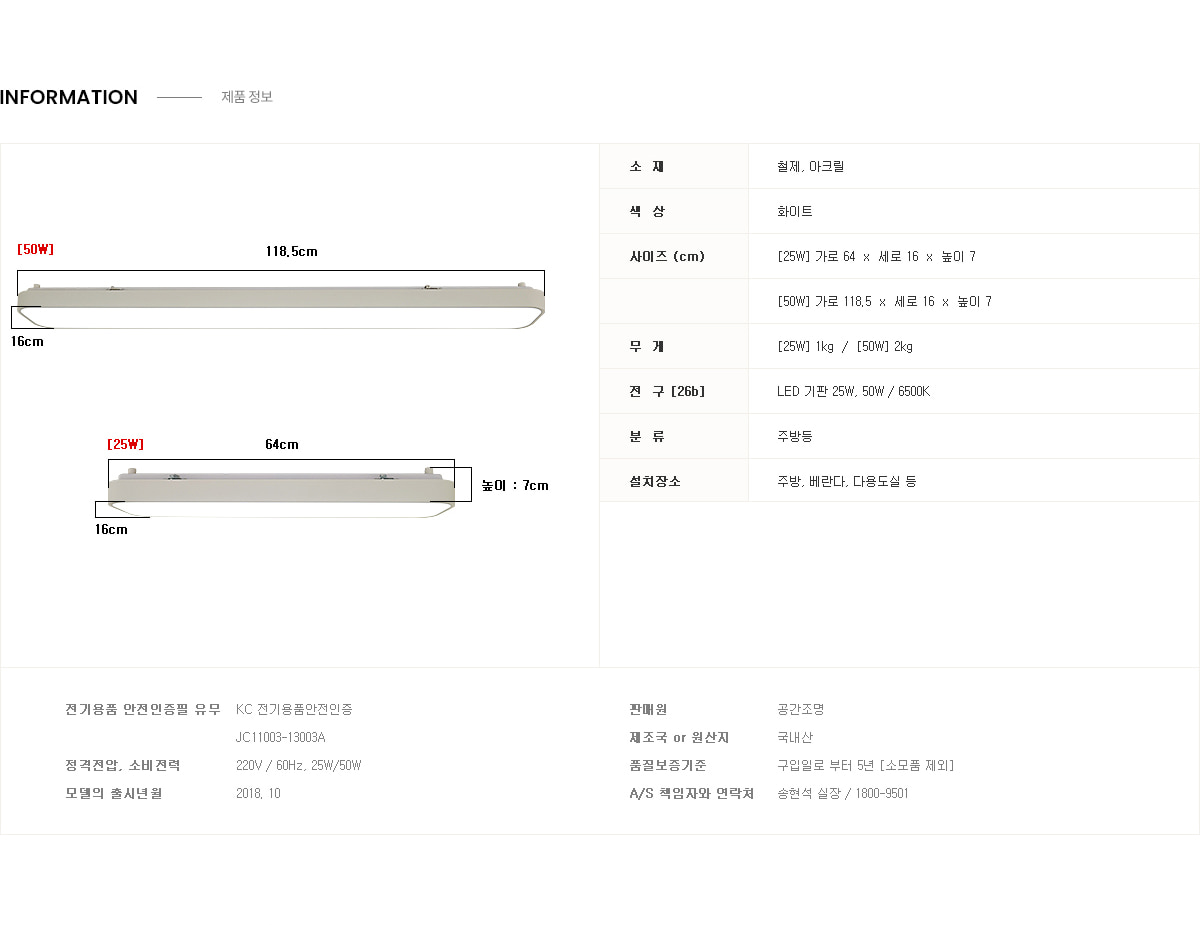 INFORMATION 제품 정보
[50W]
118.5cm
16cm
[25W]
64cm
높이 : 7cm
16cm
소 재 철제, 아크릴
색 상 화이트
사이즈 (cm) [25W] 가로 64 x 세로 16 x 높이 7
[50W] 가로 118.5 x 세로 16 x 높이 7
무 게 [25W] 1kg / [50W] 2kg
전 구 [26b] LED 기판 25W, 50W / 6500K
분 류 주방등
설치장소 주방, 베란다, 다용도실 등
전기용품 안전인증필 유무 KC 전기용품안전인증
JC11003-13003A
정격전압, 소비전력 220V / 60Hz, 25W/50W
모델의 출시년월 2018. 10
판매원 공간조명
제조국 or 원산지 국내산
품질보증기준 구입일로 부터 5년 [소모품 제외]
A/S 책임자와 연락처 송현석 실장 / 1800-9501